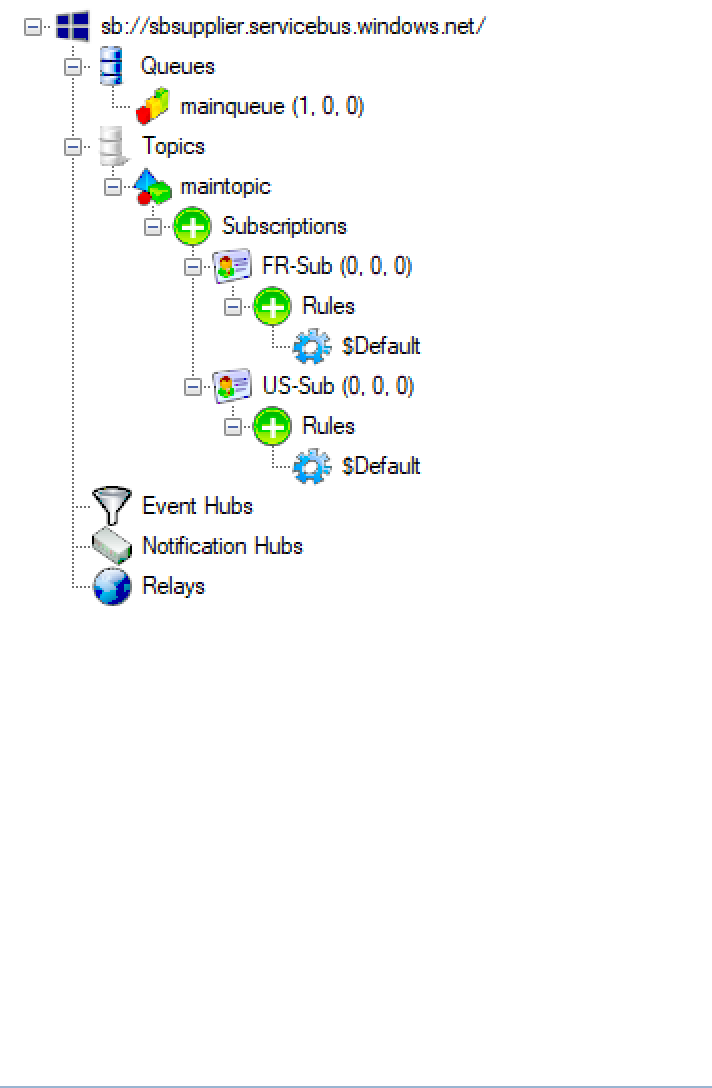 sb://sbsupplier.servicebus.windows.net/
Queues
mainqueue (1, 0, 0)
Topics
maintopic
Subscriptions
FR-Sub (0, 0, 0)
Rules
$Default
US-Sub (0, 0, 0)
Rules
$Default
Event Hubs
Notification Hubs
Relays